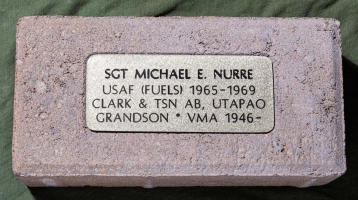 SGT MICHAEL E. NURRE
USAF (FUELS) 1965-1969
CLARK & TSN AB, UTAPAO
GRANDSON * VMA 1946-